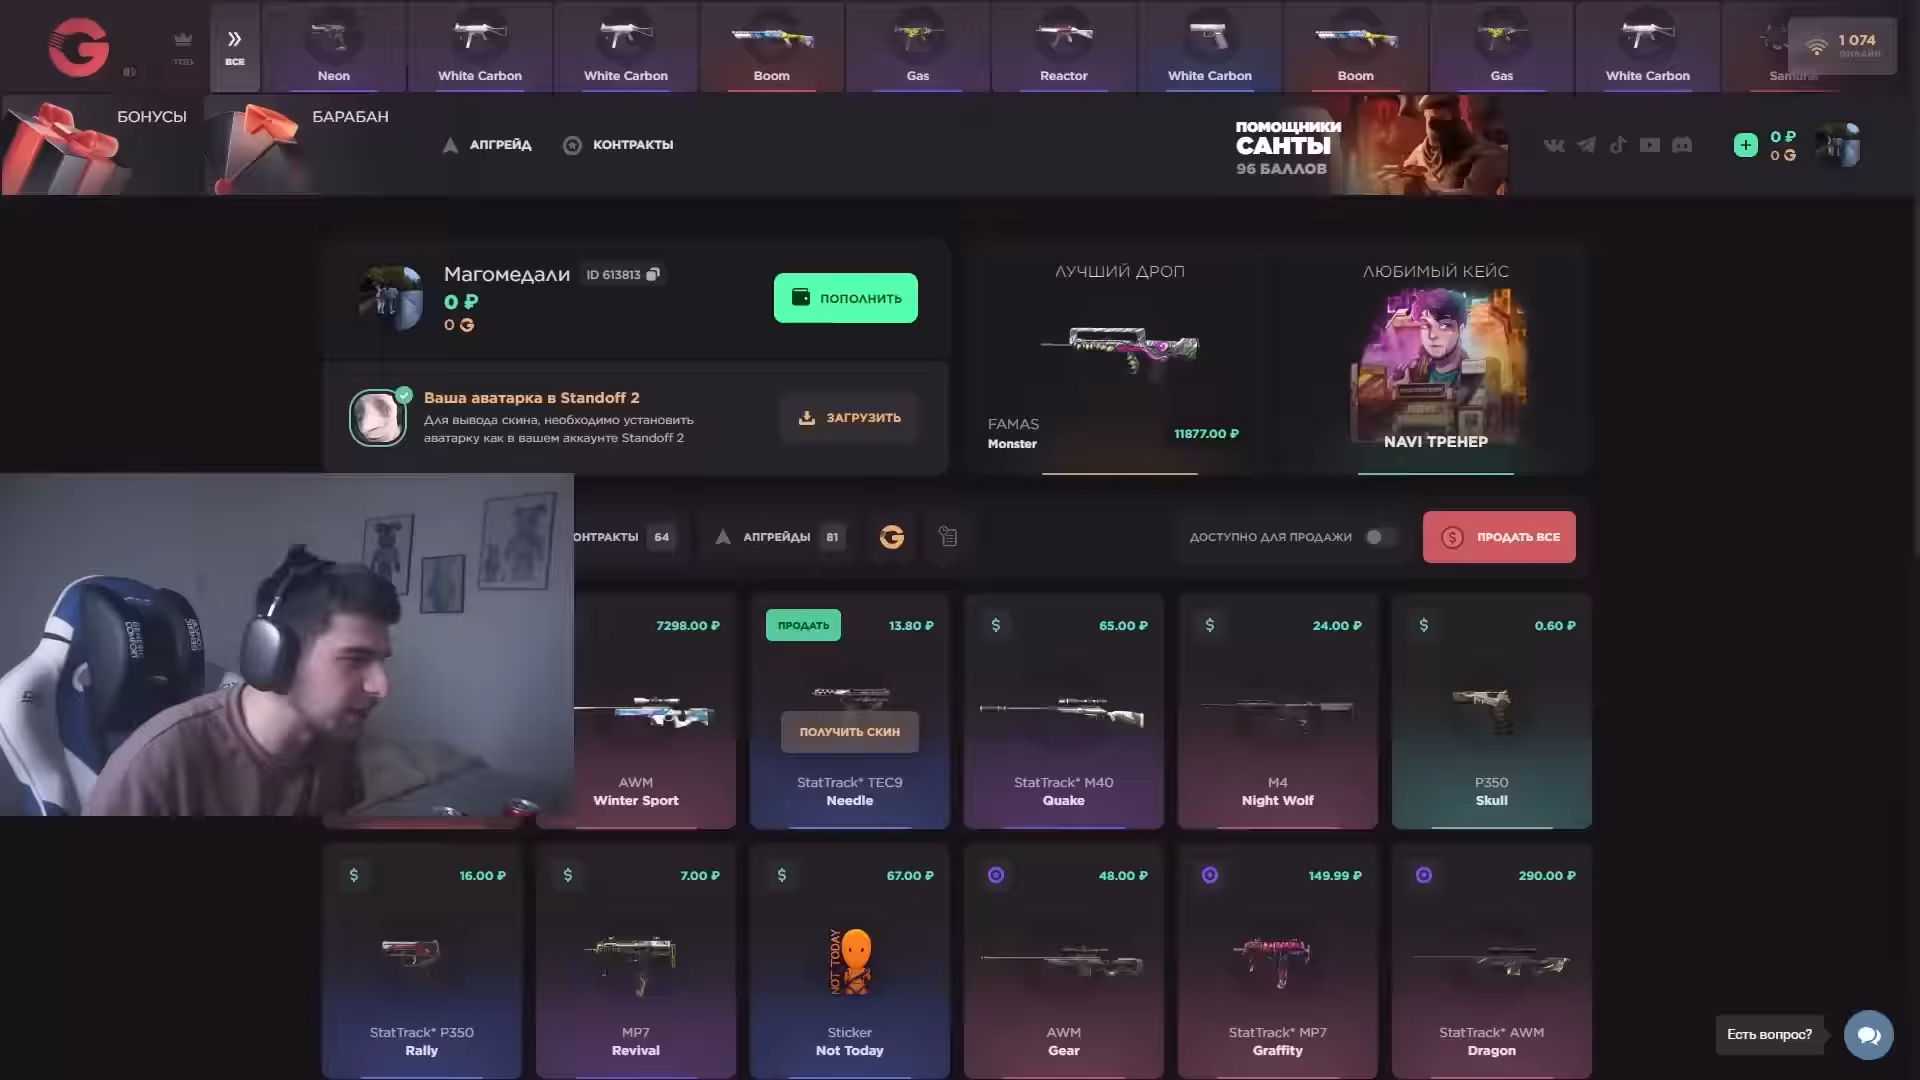 Neon
White Carbon
White Carbon
Boom
Gas
Reactor
White Carbon
Boom
Gas
White Carbon
Samurai
ТОП
ВСЕ
1 074
ОНЛАЙН
БОНУСЫ
БАРАБАН
АПГРЕЙД
КОНТРАКТЫ
ПОМОЩНИКИ
САНТЫ
96 БАЛЛОВ
0 ₽
0 G
Магомедали
ID 613813
0 ₽
0 G
ПОПОЛНИТЬ
Ваша аватарка в Standoff 2
Для вывода скина, необходимо установить
аватарку как в вашем аккаунте Standoff 2
ЗАГРУЗИТЬ
ЛУЧШИЙ ДРОП
FAMAS
Monster
11877.00 ₽
ЛЮБИМЫЙ КЕЙС
NAVI ТРЕНЕР
ОНТРАКТЫ 64
АПГРЕЙДЫ 81
ДОСТУПНО ДЛЯ ПРОДАЖИ
ПРОДАТЬ ВСЕ
7298.00 ₽
AWM
Winter Sport
ПРОДАТЬ
13.80 ₽
ПОЛУЧИТЬ СКИН
StatTrack® TEC9
Needle
$ 65.00 ₽
StatTrack® M40
Quake
$ 24.00 ₽
M4
Night Wolf
$ 0.60 ₽
P350
Skull
$ 16.00 ₽
StatTrack® P350
Rally
$ 7.00 ₽
MP7
Revival
$ 67.00 ₽
NOT TODAY
Sticker
Not Today
48.00 ₽
AWM
Gear
149.99 ₽
StatTrack® MP7
Graffity
290.00 ₽
StatTrack® AWM
Dragon
Есть вопрос?